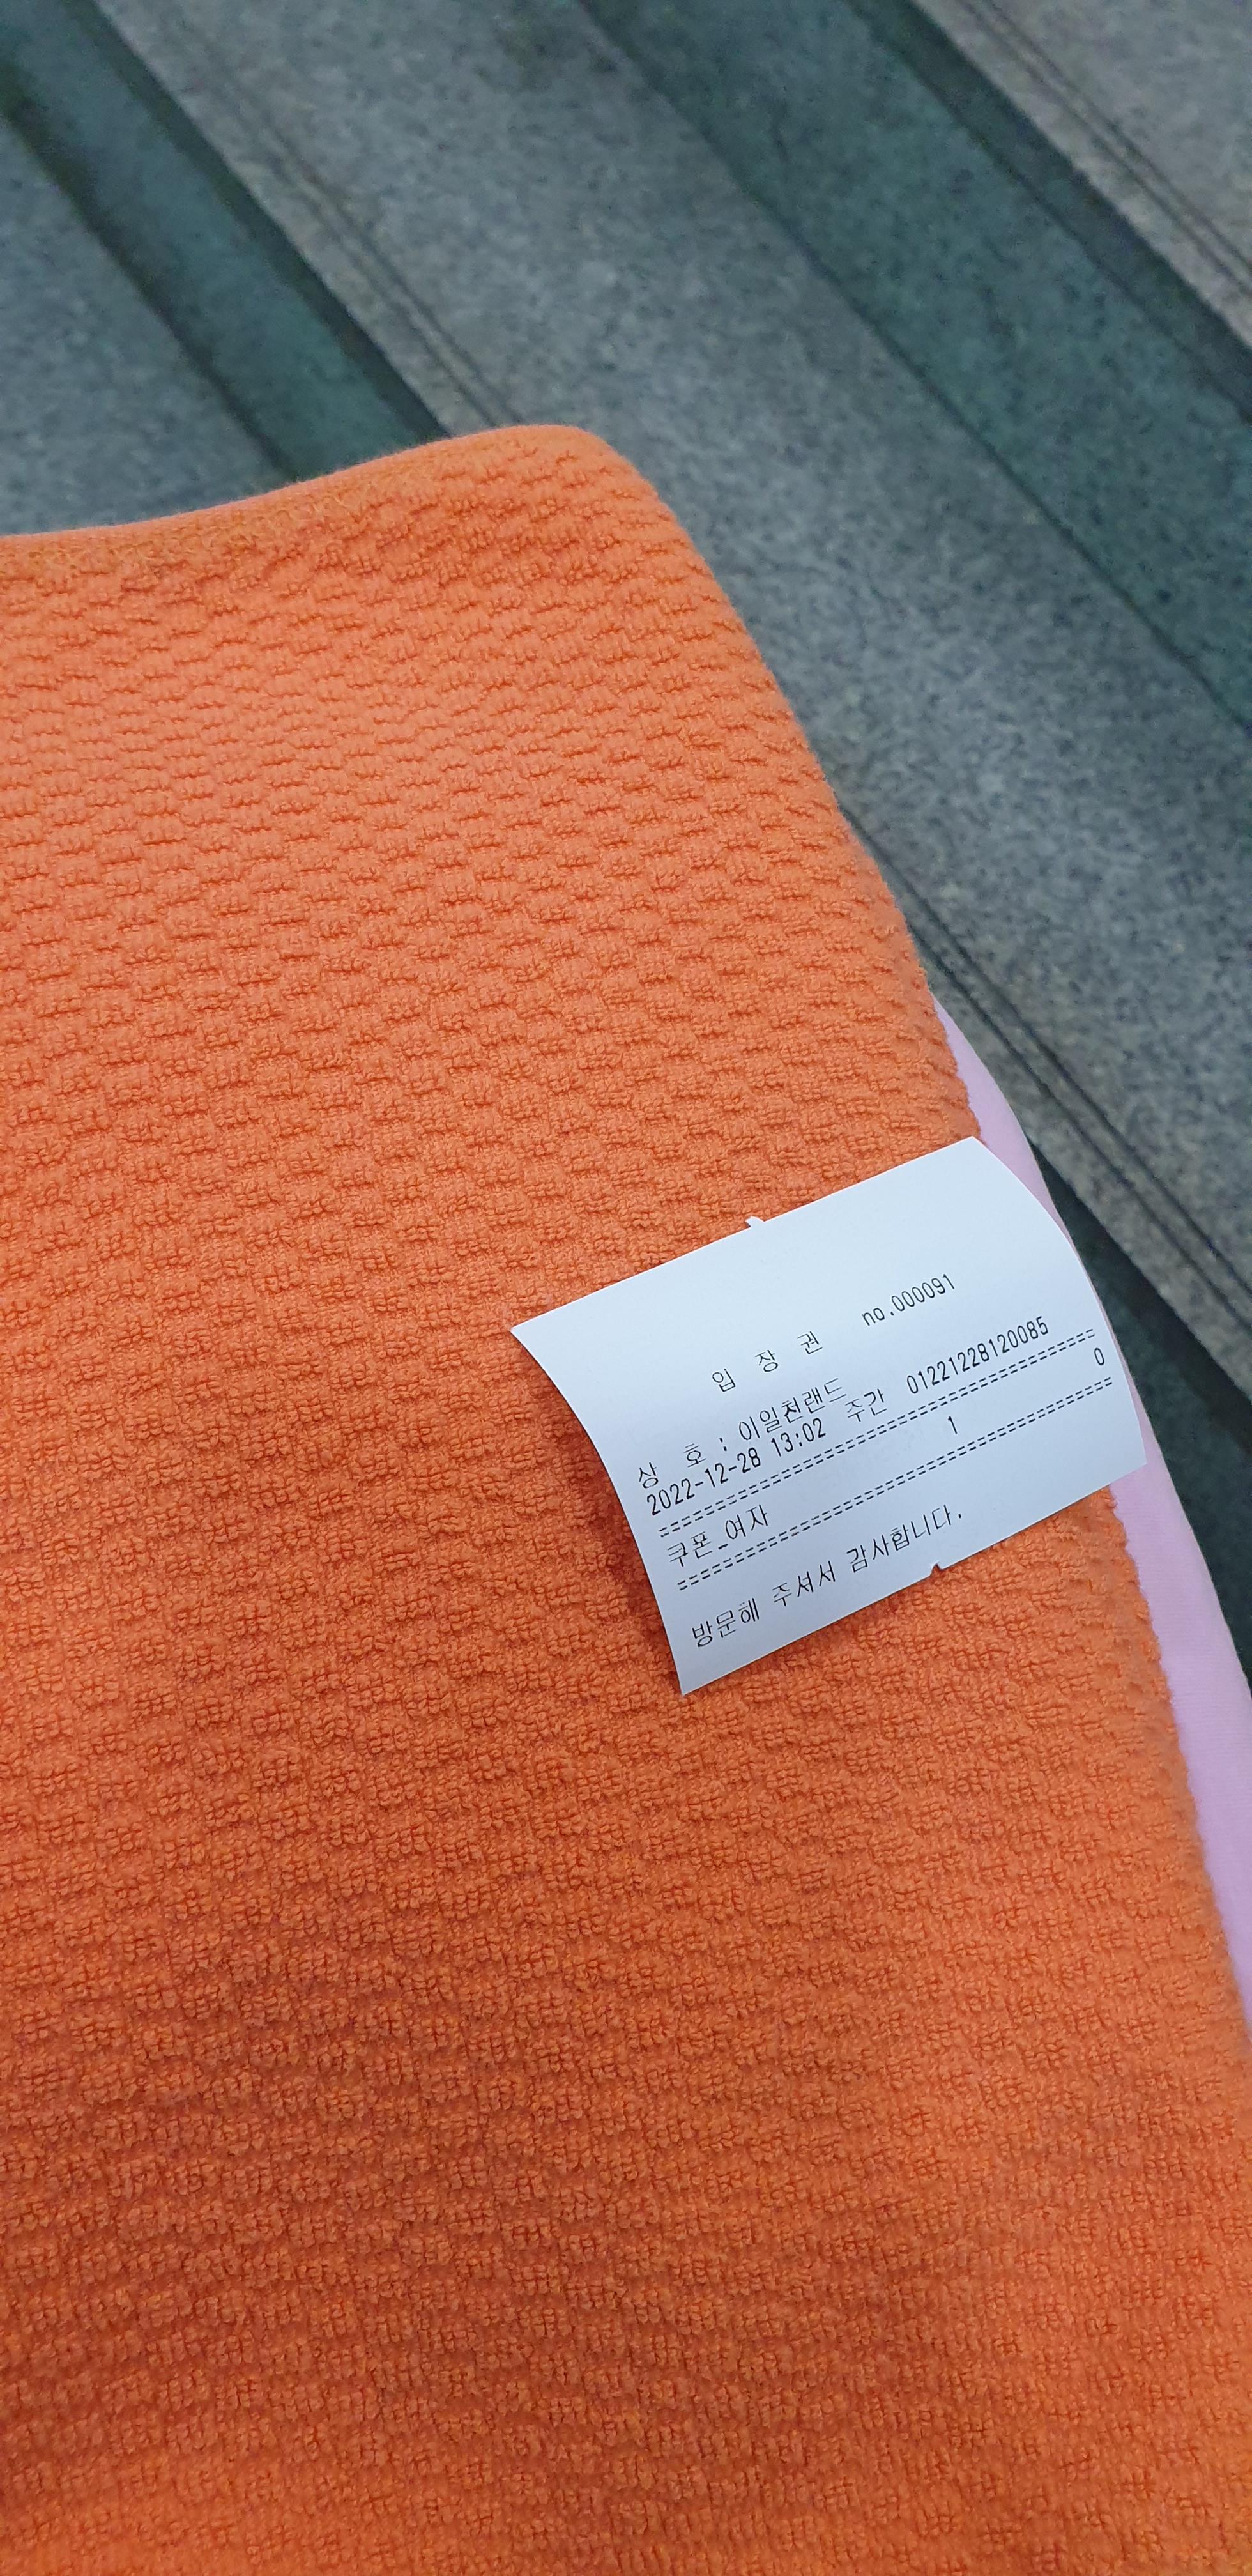 입 장 권 no.000091
상 호 : 이일천랜드
2022-12-28 13:02 주간 01221228120085
================================
쿠폰_여자 1 0
================================
방문해 주셔서 감사합니다.